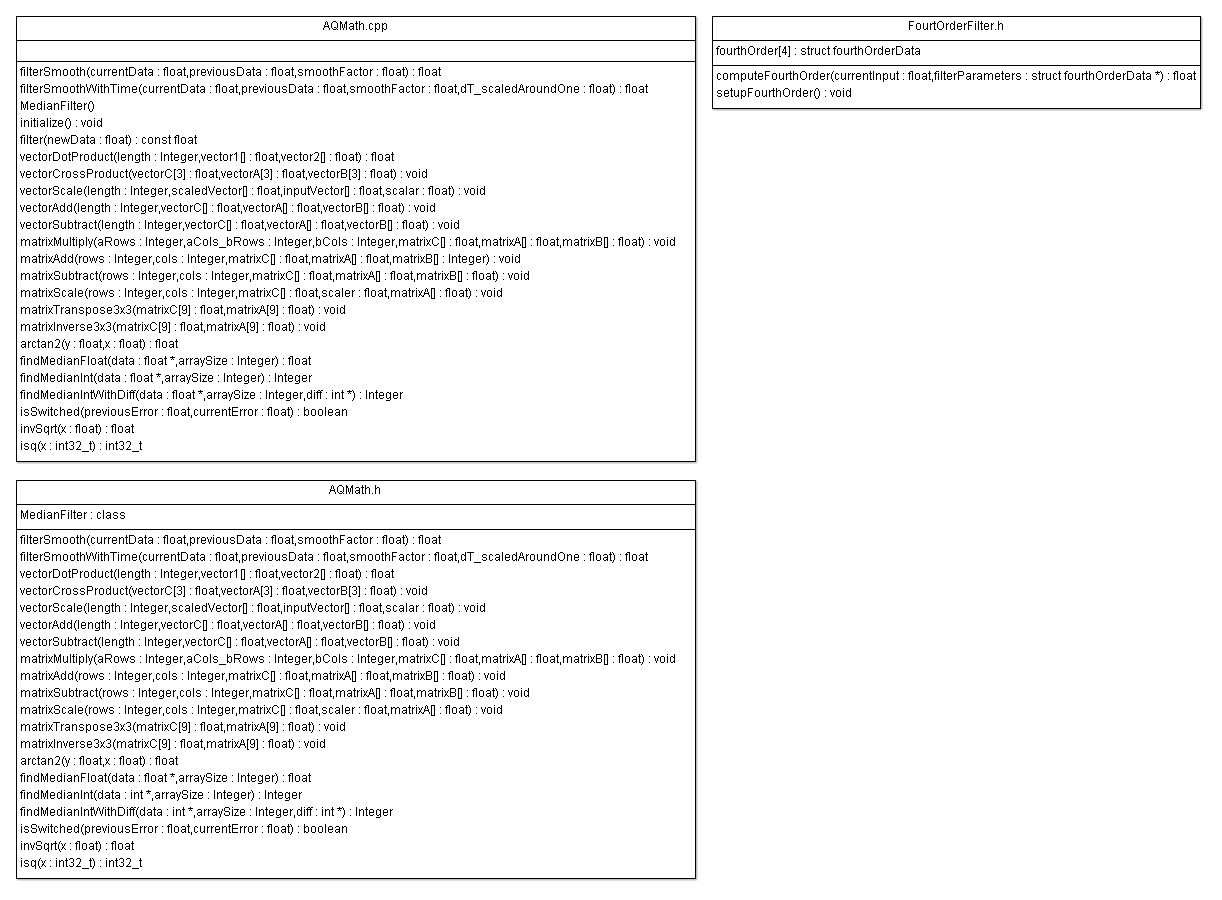 AQMath.cpp
filterSmooth(currentData : float,previousData : float,smoothFactor : float) : float
filterSmoothWithTime(currentData : float,previousData : float,smoothFactor : float,dT_scaledAroundOne : float) : float
MedianFilter()
initialize() : void
filter(newData : float) : const float
vectorDotProduct(length : Integer,vector1[] : float,vector2[] : float) : float
vectorCrossProduct(vectorC[3] : float,vectorA[3] : float,vectorB[3] : float) : void
vectorScale(length : Integer,scaledVector[] : float,inputVector[] : float,scalar : float) : void
vectorAdd(length : Integer,vectorC[] : float,vectorA[] : float,vectorB[] : float) : void
vectorSubtract(length : Integer,vectorC[] : float,vectorA[] : float,vectorB[] : float) : void
matrixMultiply(aRows : Integer,aCols_bRows : Integer,bCols : Integer,matrixC[] : float,matrixA[] : float,matrixB[] : float) : void
matrixAdd(rows : Integer,cols : Integer,matrixC[] : float,matrixA[] : float,matrixB[] : Integer) : void
matrixSubtract(rows : Integer,cols : Integer,matrixC[] : float,matrixA[] : float,matrixB[] : float) : void
matrixScale(rows : Integer,cols : Integer,matrixC[] : float,scaler : float,matrixA[] : float) : void
matrixTranspose3x3(matrixC[9] : float,matrixA[9] : float) : void
matrixInverse3x3(matrixC[9] : float,matrixA[9] : float) : void
arctan2(y : float,x : float) : float
findMedianFloat(data : float *,arraySize : Integer) : float
findMedianInt(data : float *,arraySize : Integer) : Integer
findMedianIntWithDiff(data : float *,arraySize : Integer,diff : int *) : Integer
isSwitched(previousError : float,currentError : float) : boolean
invSqrt(x : float) : float
isq(x : int32_t) : int32_t
FourtOrderFilter.h
fourthOrder[4] : struct fourthOrderData
computeFourthOrder(currentInput : float,filterParameters : struct fourthOrderData *) : float
setupFourthOrder() : void
AQMath.h
MedianFilter : class
filterSmooth(currentData : float,previousData : float,smoothFactor : float) : float
filterSmoothWithTime(currentData : float,previousData : float,smoothFactor : float,dT_scaledAroundOne : float) : float
vectorDotProduct(length : Integer,vector1[] : float,vector2[] : float) : float
vectorCrossProduct(vectorC[3] : float,vectorA[3] : float,vectorB[3] : float) : void
vectorScale(length : Integer,scaledVector[] : float,inputVector[] : float,scalar : float) : void
vectorAdd(length : Integer,vectorC[] : float,vectorA[] : float,vectorB[] : float) : void
vectorSubtract(length : Integer,vectorC[] : float,vectorA[] : float,vectorB[] : float) : void
matrixMultiply(aRows : Integer,aCols_bRows : Integer,bCols : Integer,matrixC[] : float,matrixA[] : float,matrixB[] : float) : void
matrixAdd(rows : Integer,cols : Integer,matrixC[] : float,matrixA[] : float,matrixB[] : float) : void
matrixSubtract(rows : Integer,cols : Integer,matrixC[] : float,matrixA[] : float,matrixB[] : float) : void
matrixScale(rows : Integer,cols : Integer,matrixC[] : float,scaler : float,matrixA[] : float) : void
matrixTranspose3x3(matrixC[9] : float,matrixA[9] : float) : void
matrixInverse3x3(matrixC[9] : float,matrixA[9] : float) : void
arctan2(y : float,x : float) : float
findMedianFloat(data : float *,arraySize : Integer) : float
findMedianInt(data : int *,arraySize : Integer) : Integer
findMedianIntWithDiff(data : int *,arraySize : Integer,diff : int *) : Integer
isSwitched(previousError : float,currentError : float) : boolean
invSqrt(x : float) : float
isq(x : int32_t) : int32_t